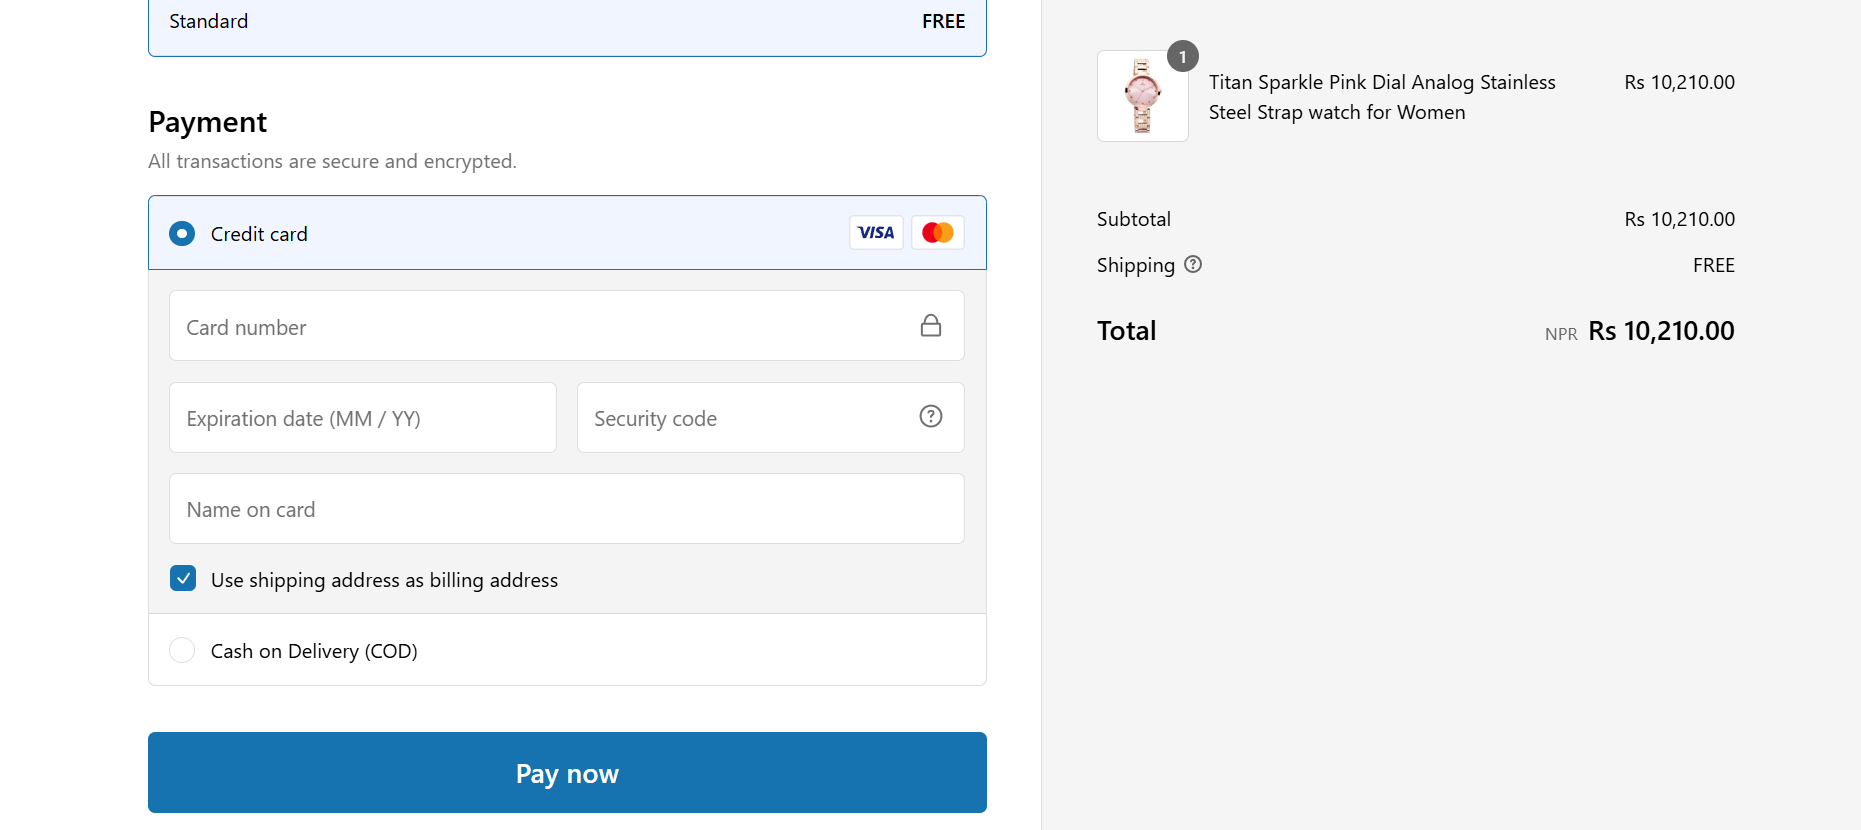 Standard FREE
Payment
All transactions are secure and encrypted.
Credit card VISA
Card number
Expiration date (MM / YY) Security code
Name on card
Use shipping address as billing address
Cash on Delivery (COD)
Pay now
1
Titan Sparkle Pink Dial Analog Stainless Rs 10,210.00
Steel Strap watch for Women
Subtotal Rs 10,210.00
Shipping FREE
Total NPR Rs 10,210.00